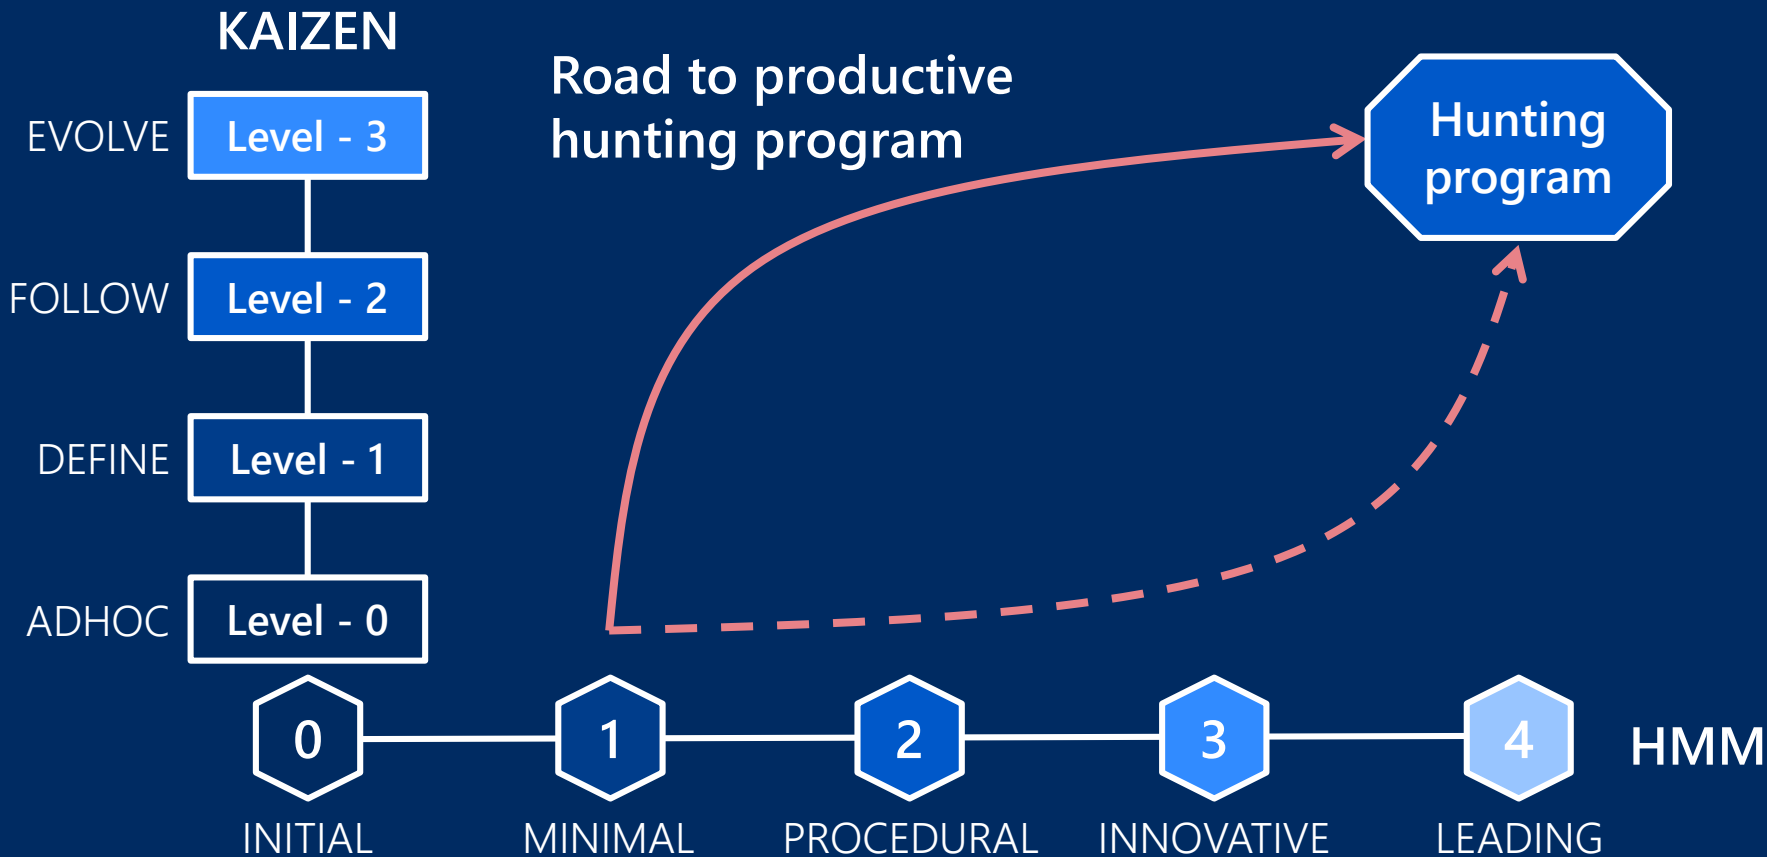 KAIZEN
Road to productive
hunting program
Hunting
program
EVOLVE
Level - 3
FOLLOW
Level - 2
DEFINE
Level - 1
ADHOC
Level - 0
0
1
2
3
4
HMM
INITIAL
MINIMAL
PROCEDURAL
INNOVATIVE
LEADING